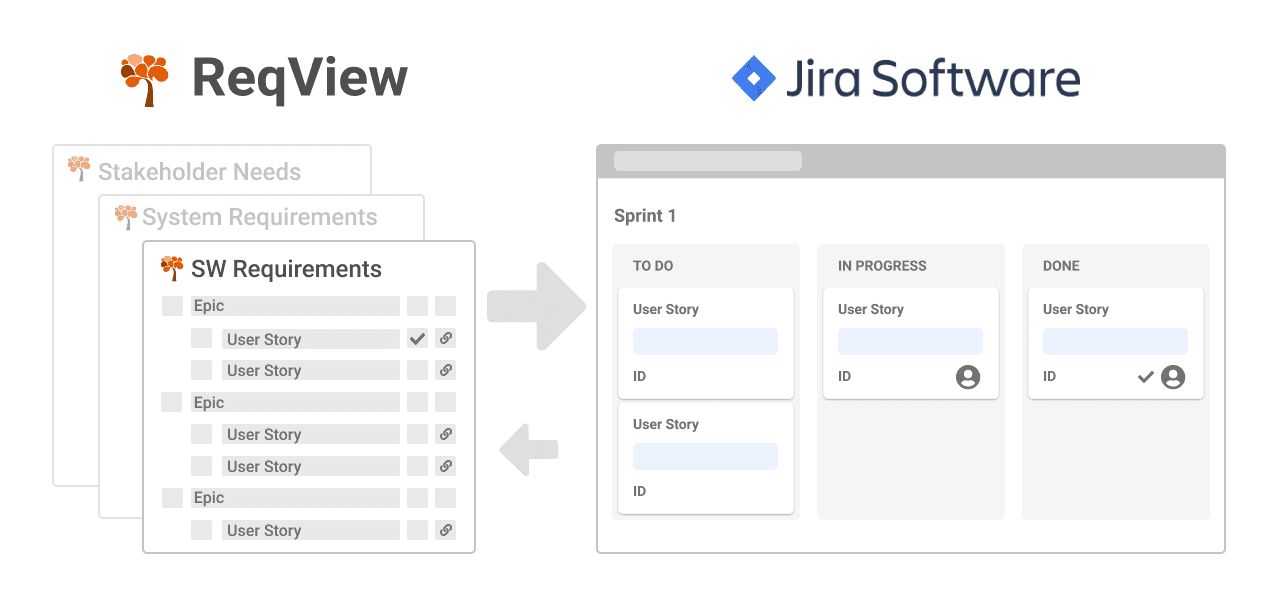 ReqView
Jira Software
Stakeholder Needs
System Requirements
SW Requirements
Epic
User Story
User Story
Epic
User Story
User Story
Epic
User Story
Sprint 1
TO DO
User Story
ID
User Story
ID
IN PROGRESS
User Story
ID
DONE
User Story
ID